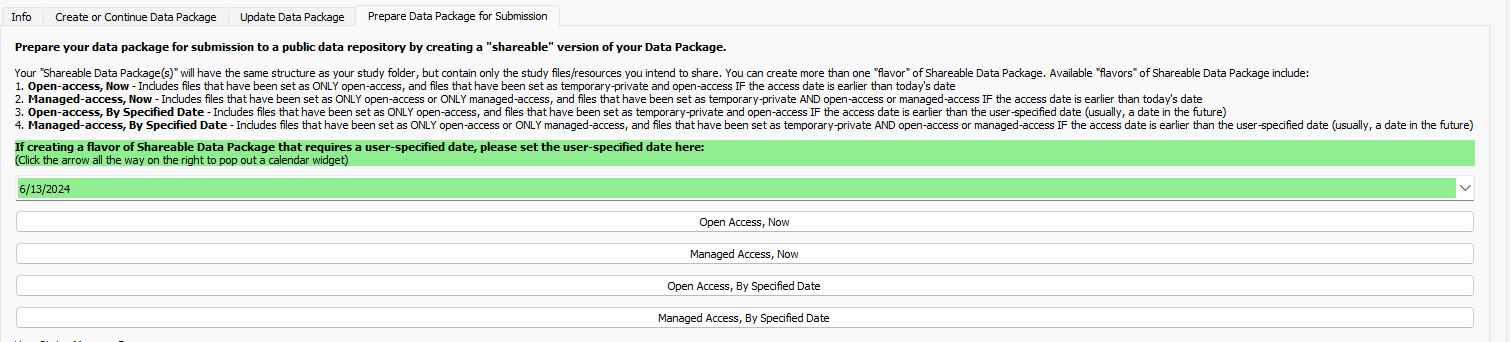 Info Create or Continue Data Package Update Data Package Prepare Data Package for Submission
Prepare your data package for submission to a public data repository by creating a "shareable" version of your Data Package.
Your "Shareable Data Package(s)" will have the same structure as your study folder, but contain only the study files/resources you intend to share. You can create more than one "flavor" of Shareable Data Package. Available "flavors" of Shareable Data Package include:
1. Open-access, Now - Includes files that have been set as ONLY open-access, and files that have been set as temporary-private and open-access IF the access date is earlier than today's date
2. Managed-access, Now - Includes files that have been set as ONLY open-access or ONLY managed-access, and files that have been set as temporary-private AND open-access or managed-access IF the access date is earlier than today's date
3. Open-access, By Specified Date - Includes files that have been set as ONLY open-access, and files that have been set as temporary-private and open-access IF the access date is earlier than the user-specified date (usually, a date in the future)
4. Managed-access, By Specified Date - Includes files that have been set as ONLY open-access or ONLY managed-access, and files that have been set as temporary-private AND open-access or managed-access IF the access date is earlier than the user-specified date (usually, a date in the future)
If creating a flavor of Shareable Data Package that requires a user-specified date, please set the user-specified date here:
(Click the arrow all the way on the right to pop out a calendar widget)
6/13/2024
Open Access, Now
Managed Access, Now
Open Access, By Specified Date
Managed Access, By Specified Date